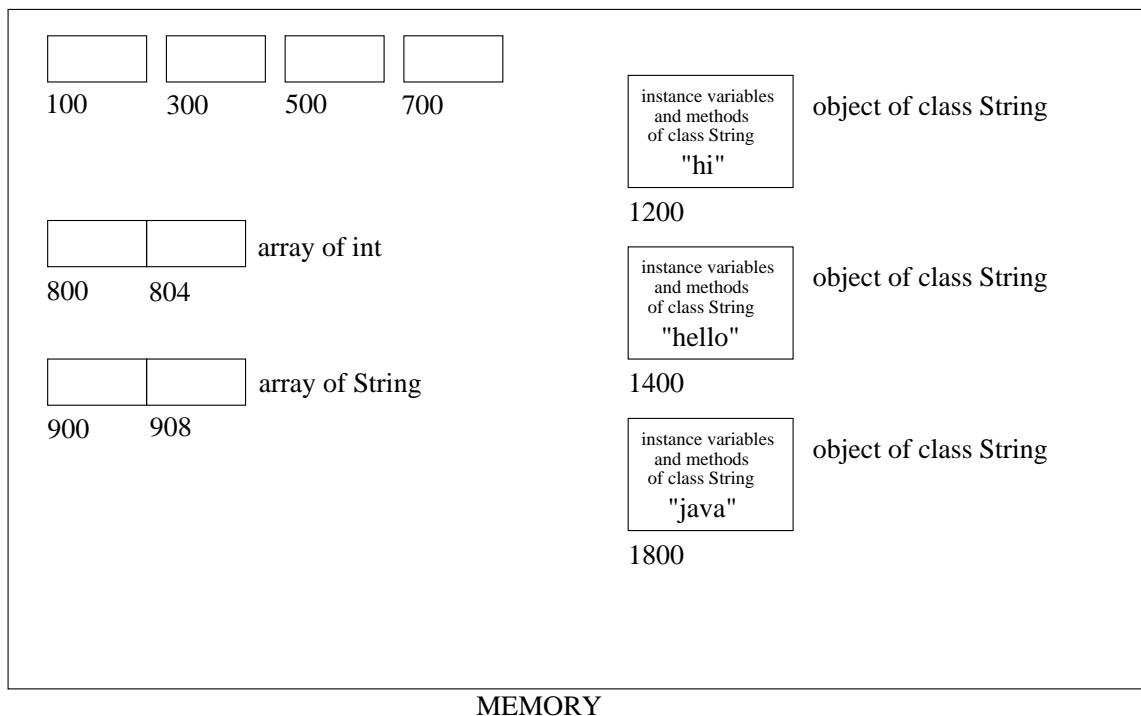 100 300 500 700
800 804
array of int
900 908
array of String
instance variables
and methods
of class String
"hi"
object of class String
1200
instance variables
and methods
of class String
"hello"
object of class String
1400
instance variables
and methods
of class String
"java"
object of class String
1800
MEMORY